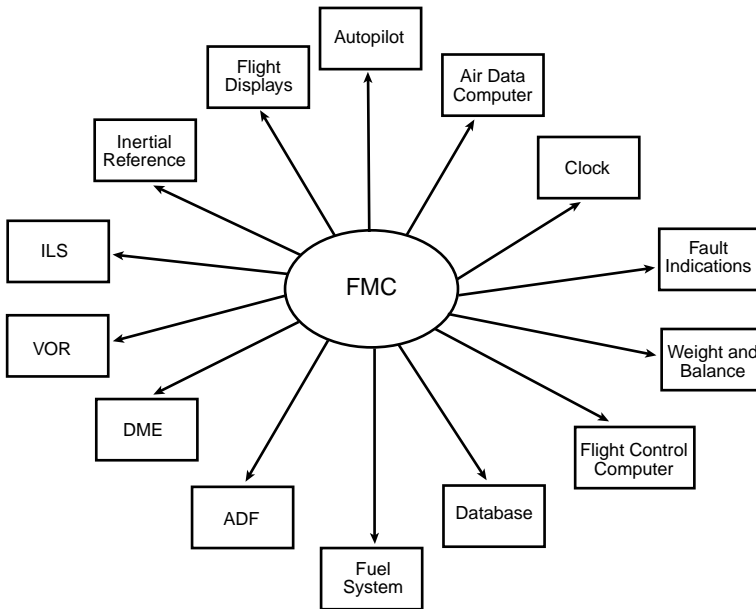 Autopilot
Flight
Displays
Air Data
Computer
Inertial
Reference
Clock
ILS
Fault
Indications
FMC
VOR
Weight and
Balance
DME
Flight Control
Computer
ADF
Database
Fuel
System